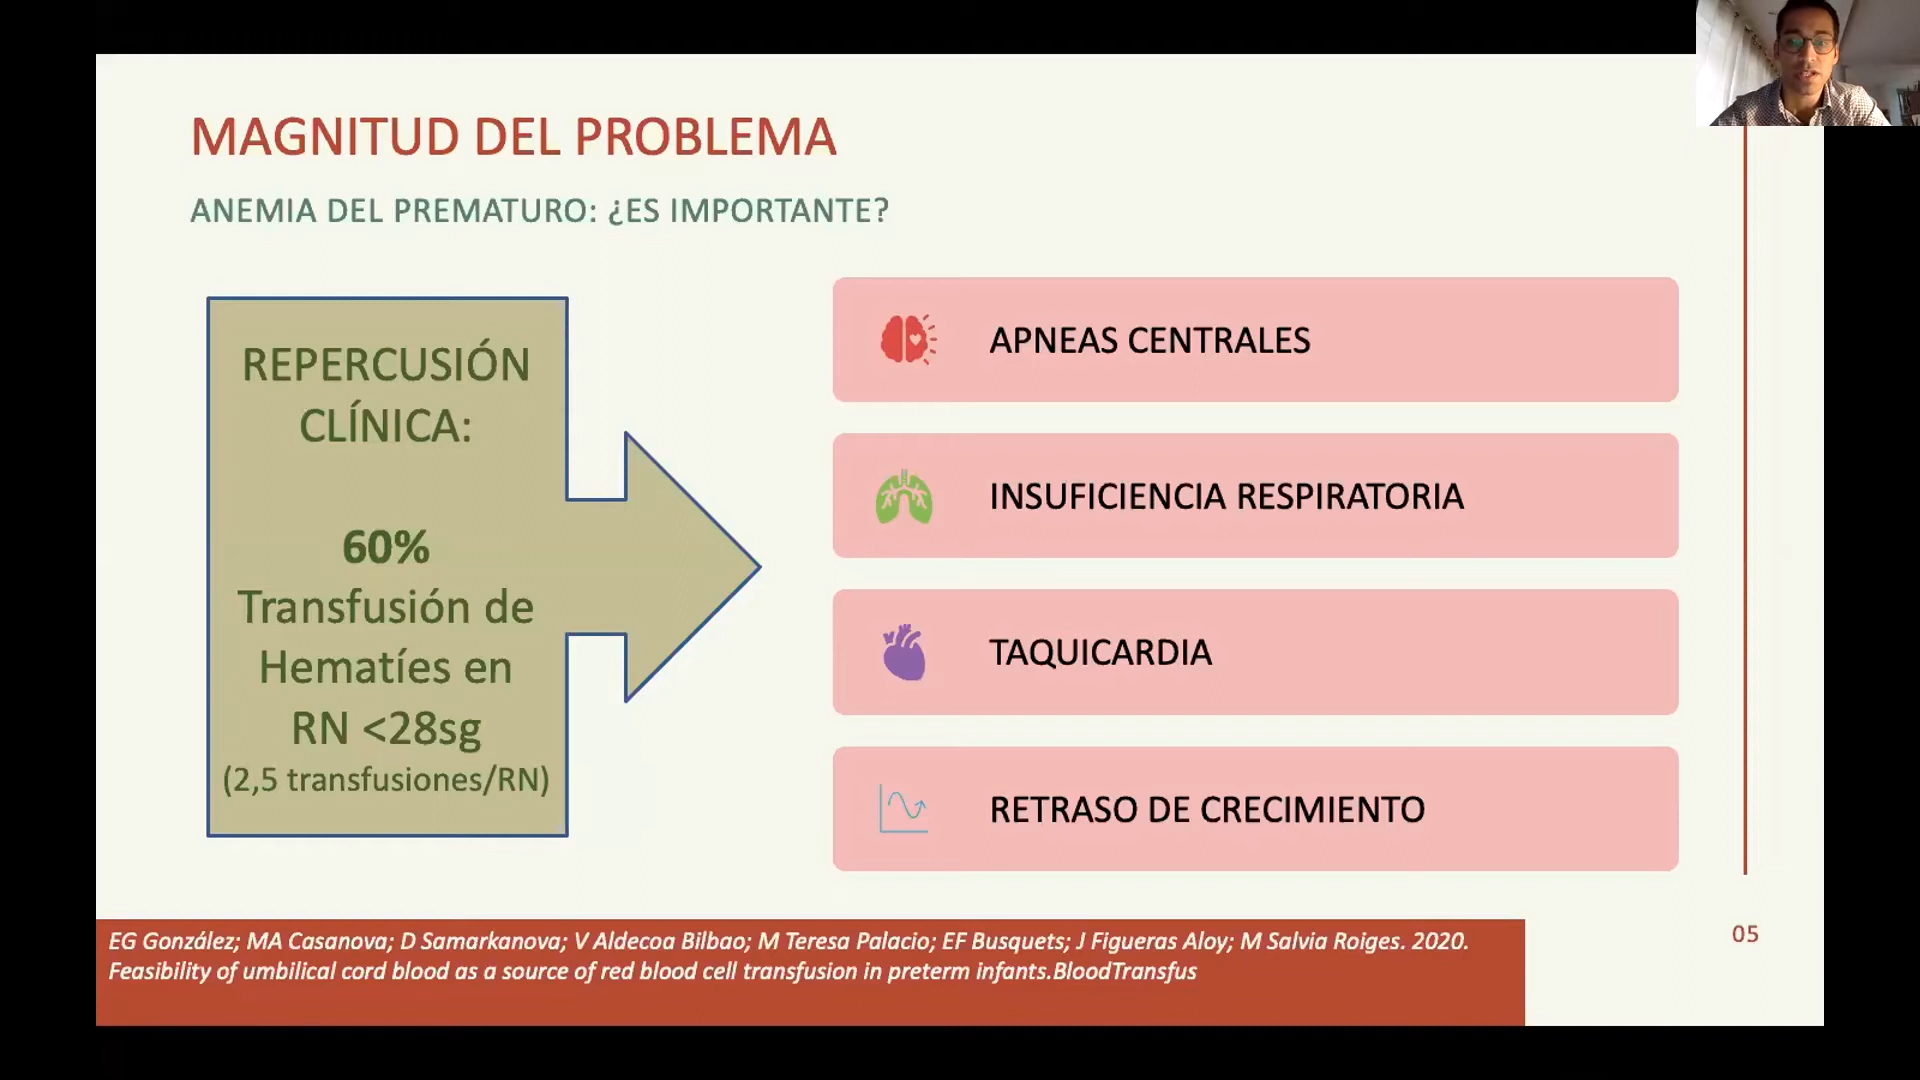 MAGNITUD DEL PROBLEMA
ANEMIA DEL PREMATURO: ¿ES IMPORTANTE?
REPERCUSIÓN
CLÍNICA:
60%
Transfusión de
Hematíes en
RN <28sg
(2,5 transfusiones/RN)
APNEAS CENTRALES
INSUFICIENCIA RESPIRATORIA
TAQUICARDIA
RETRASO DE CRECIMIENTO
EG González; MA Casanova; D Samarkanova; V Aldecoa Bilbao; M Teresa Palacio; EF Busquets; J Figueras Aloy; M Salvia Roiges. 2020.
Feasibility of umbilical cord blood as a source of red blood cell transfusion in preterm infants.BloodTransfus
05